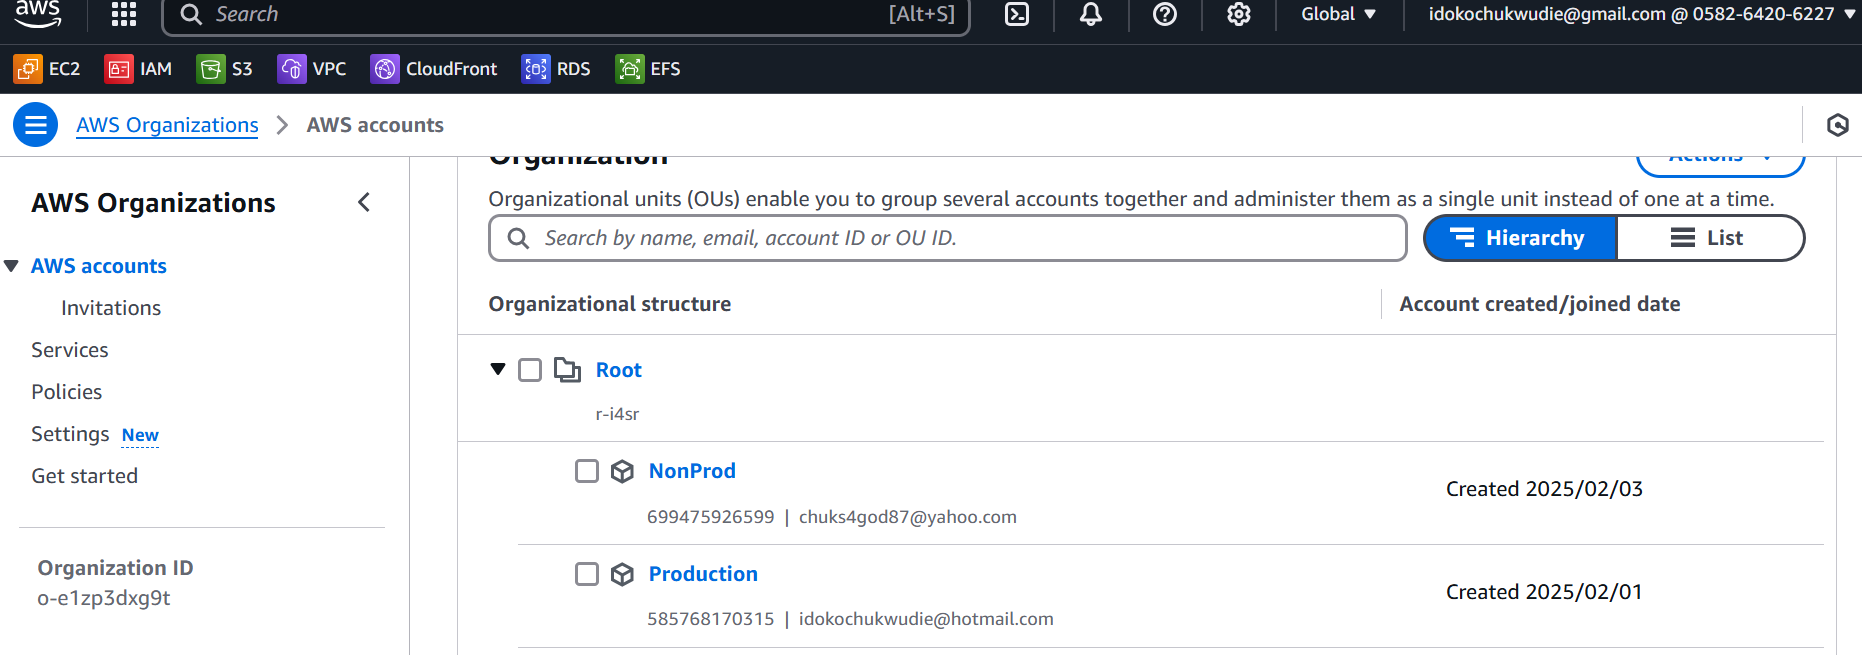 aws
Search [Alt+S] Global idokochukwudie@gmail.com @ 0582-6420-6227
EC2 IAM S3 VPC CloudFront RDS EFS
AWS Organizations > AWS accounts
AWS Organizations
AWS accounts
Invitations
Services
Policies
Settings New
Get started
Organization ID
o-e1zp3dxg9t
Organization Actions
Organizational units (OUs) enable you to group several accounts together and administer them as a single unit instead of one at a time.
Search by name, email, account ID or OU ID. Hierarchy List
Organizational structure Account created/joined date
Root
r-i4sr
NonProd
Created 2025/02/03
699475926599 | chuks4god87@yahoo.com
Production
Created 2025/02/01
585768170315 | idokochukwudie@hotmail.com